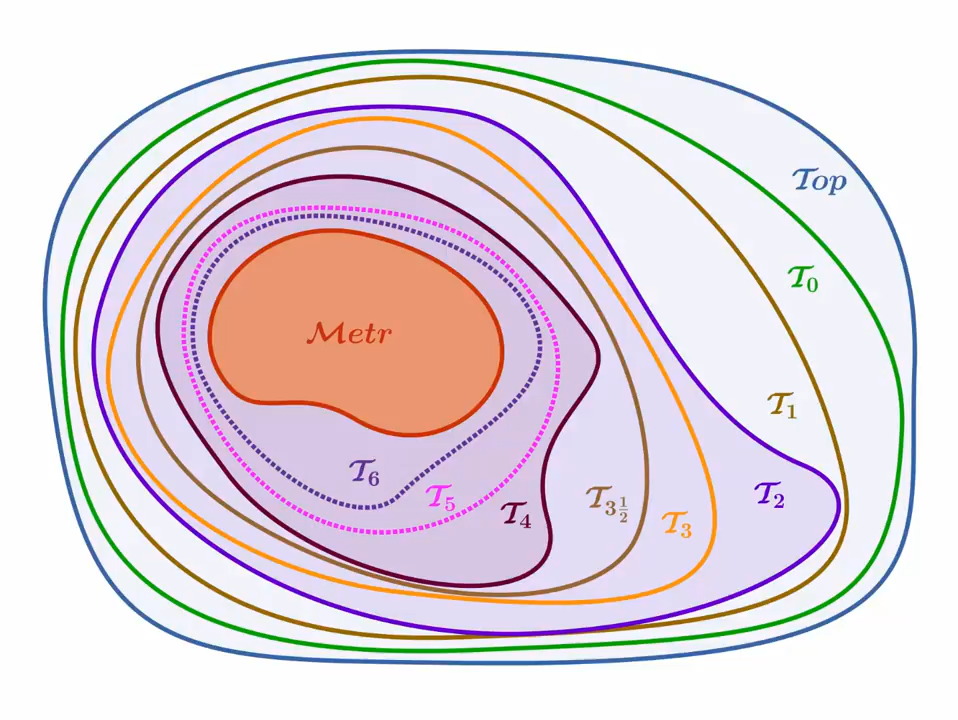 𝒯op
𝒯₀
ℳetr
𝒯₁
𝒯₆
𝒯₅
𝒯₄
𝒯₃½
𝒯₃
𝒯₂